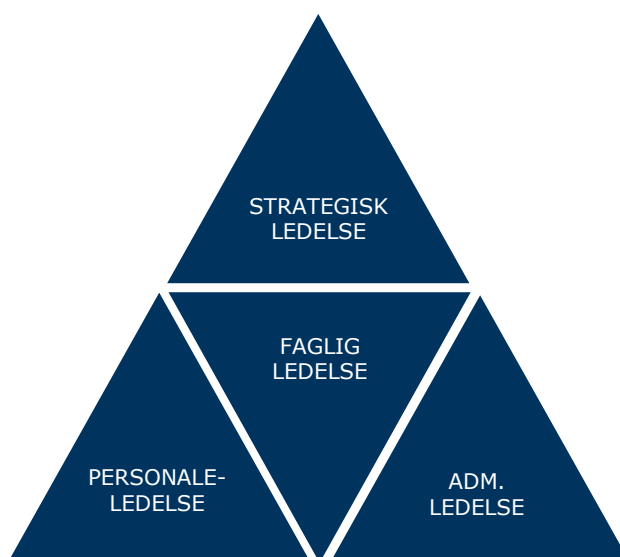 STRATEGISK
LEDELSE
FAGLIG
LEDELSE
PERSONALE-
LEDELSE
ADM.
LEDELSE